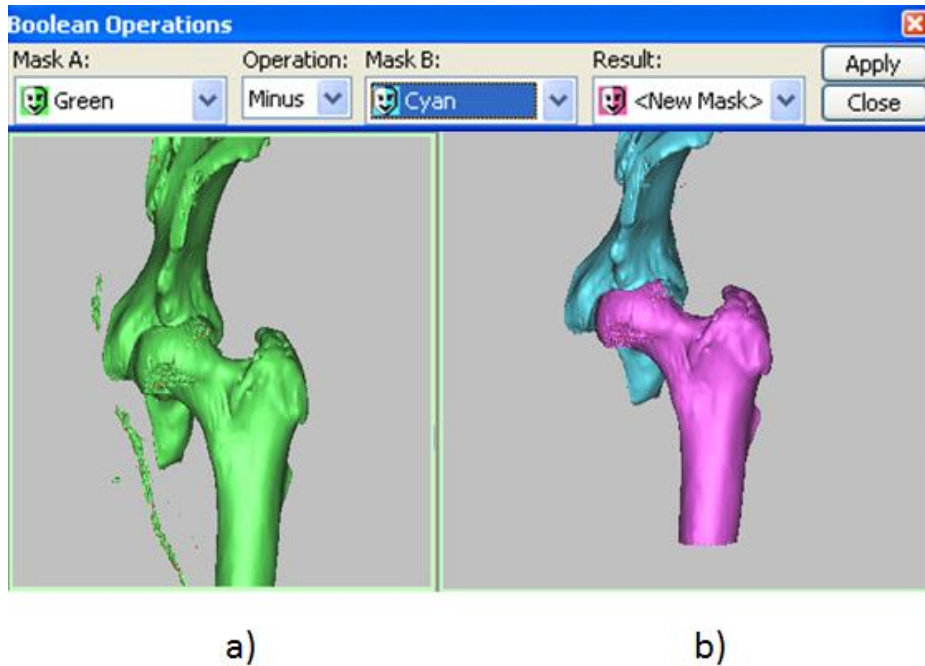 Boolean Operations
Mask A: Operation: Mask B: Result: Apply
Green Minus Cyan <New Mask> Close
a) b)